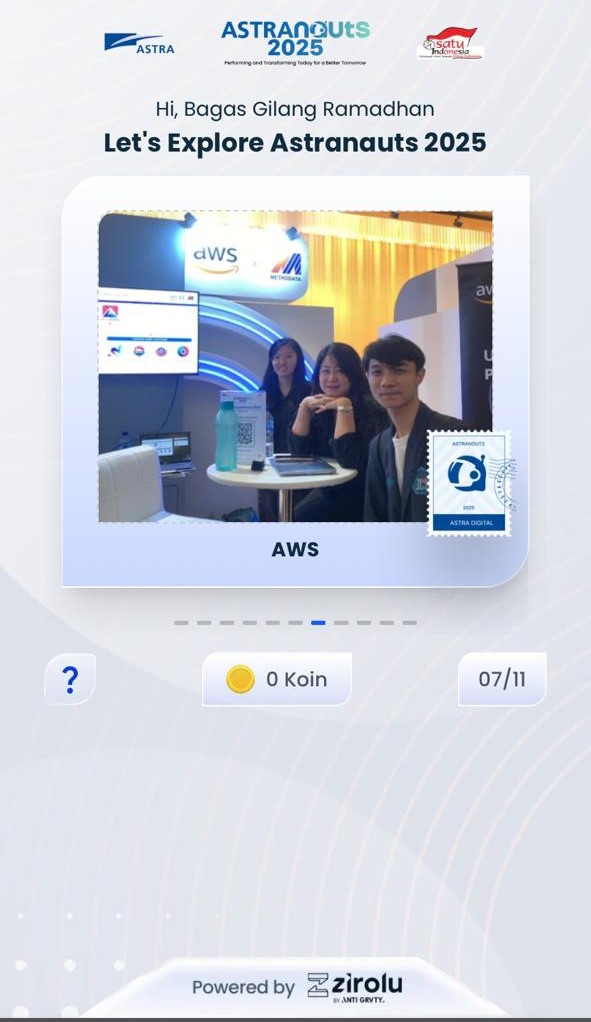 ASTRA
ASTRANAUTS
2025
Performing and Transforming Today for a Better Tomorrow
satu
Indonesia
Hi, Bagas Gilang Ramadhan
Let's Explore Astranauts 2025
aws
METRODATA
aw
U
P
ASTRANAUTS
2025
ASTRA DIGITAL
AWS
?
0 Koin
07/11
Powered by
zirolu
BY ANTI GRVTY.